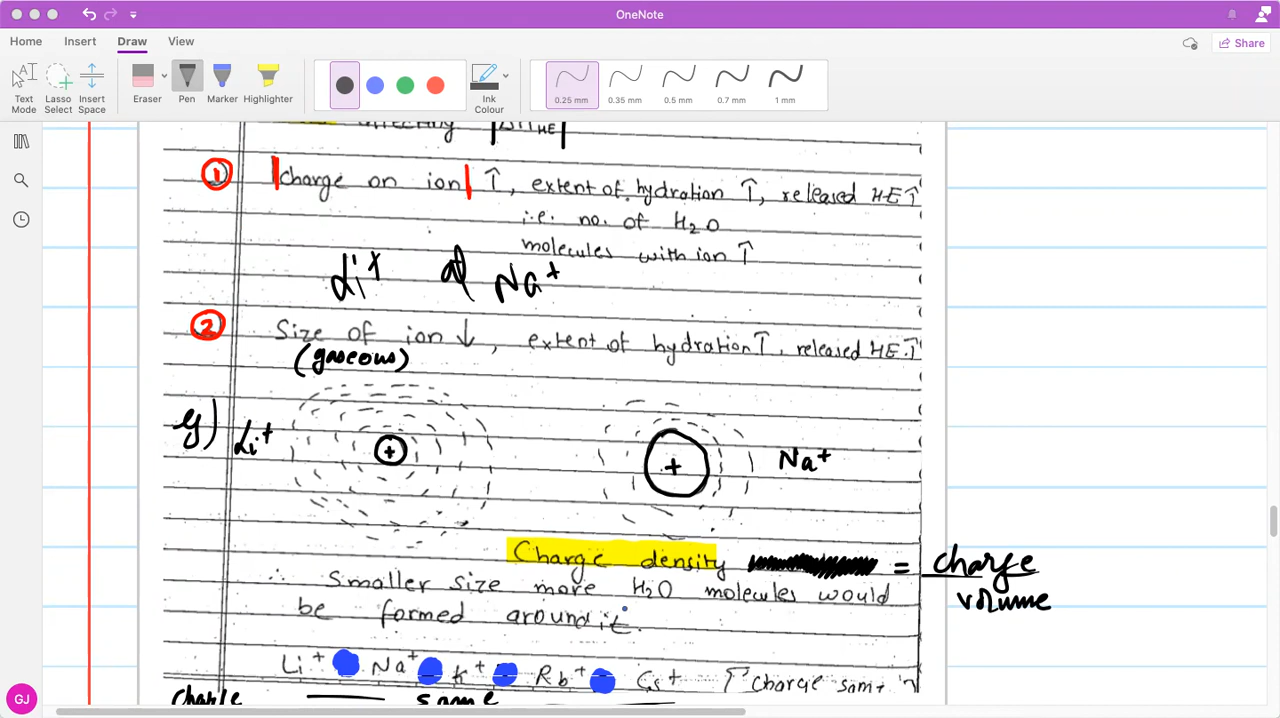 OneNote
Home Insert Draw View
Share
Text Mode
Lasso Select
Insert Space
Eraser
Pen
Marker
Highlighter
Ink Colour
0.25 mm 0.35 mm 0.5 mm 0.7 mm 1 mm
affecting |ΔH HE|
① |charge on ion| ↑, extent of hydration ↑, released HE ↑
i.e. no. of H2O
molecules with ion ↑
Li+ Na+
② Size of ion ↓, extent of hydration ↑, released HE ↑
(gaseous)
eg) Li+ + + Na+
Charge density = charge
volume
∴ Smaller size more H2O molecules would
be formed around it.
Li+ Na+ K+ Rb+ Cs+ charge same
charge same
GJ